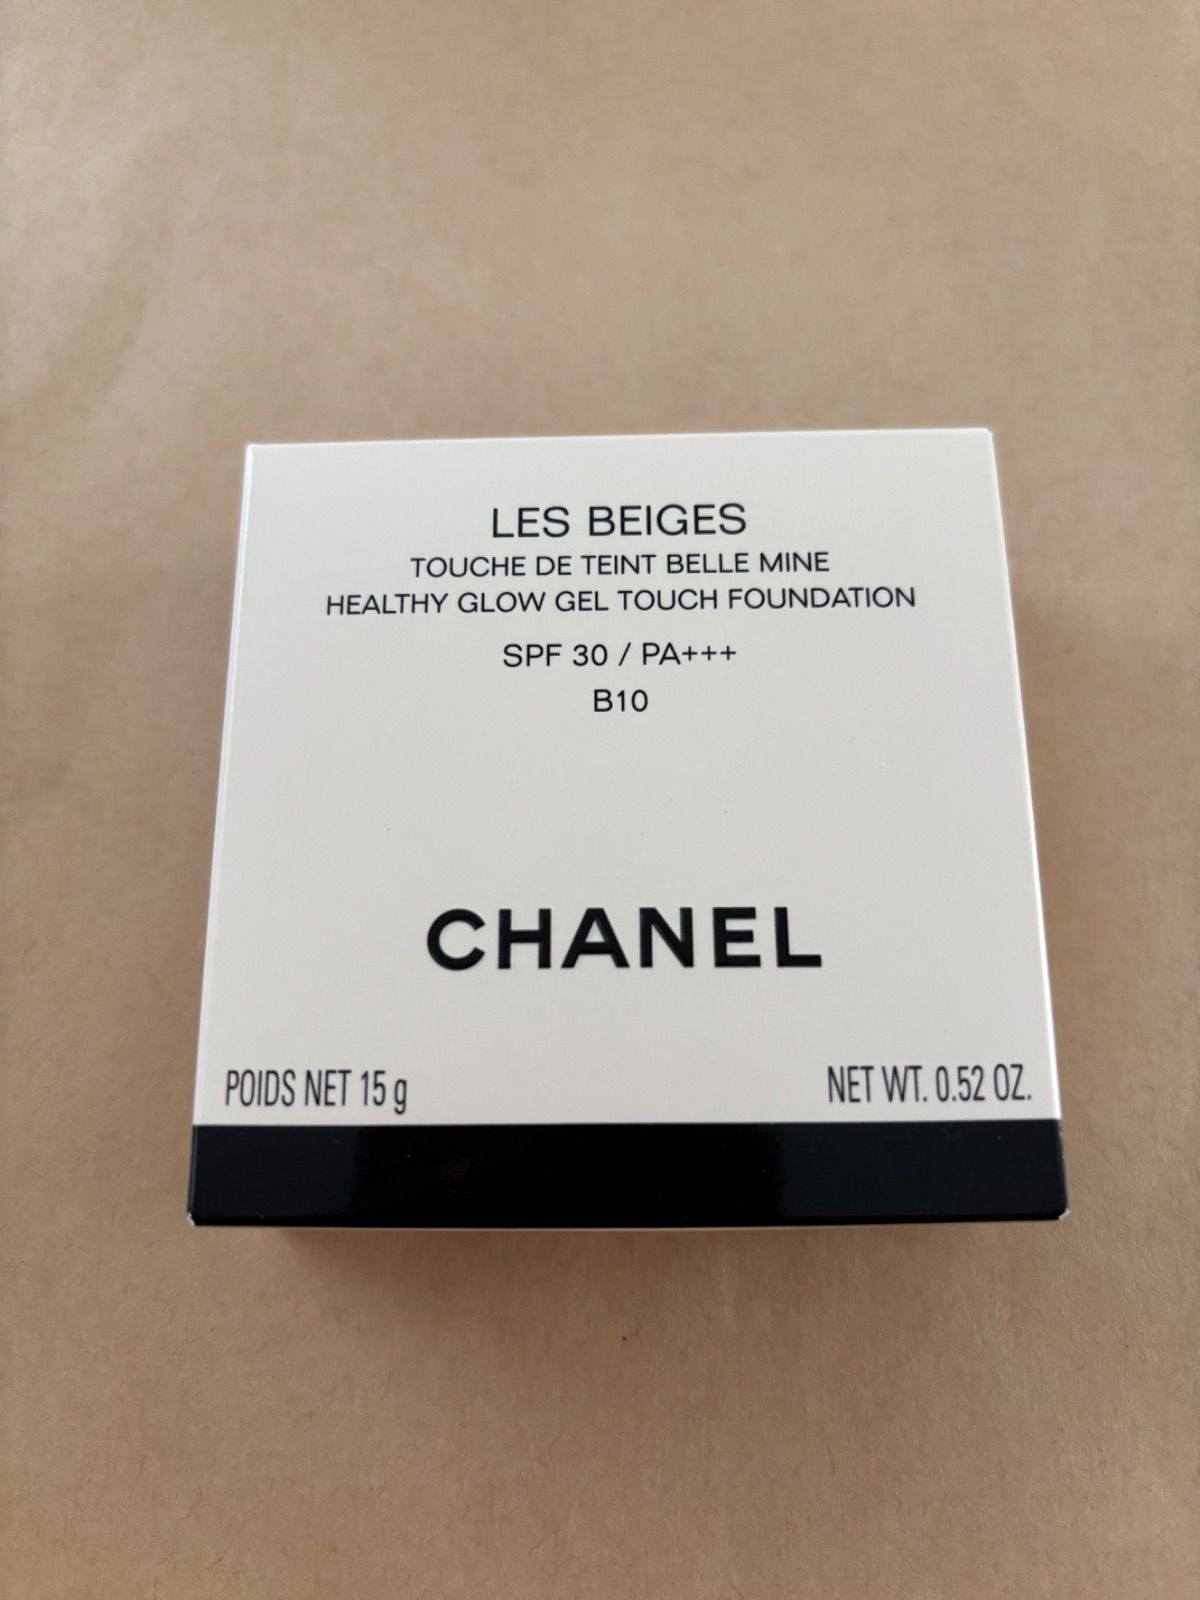 LES BEIGES
TOUCHE DE TEINT BELLE MINE
HEALTHY GLOW GEL TOUCH FOUNDATION
SPF 30 / PA+++
B10
CHANEL
POIDS NET 15 g
NET WT. 0.52 OZ.